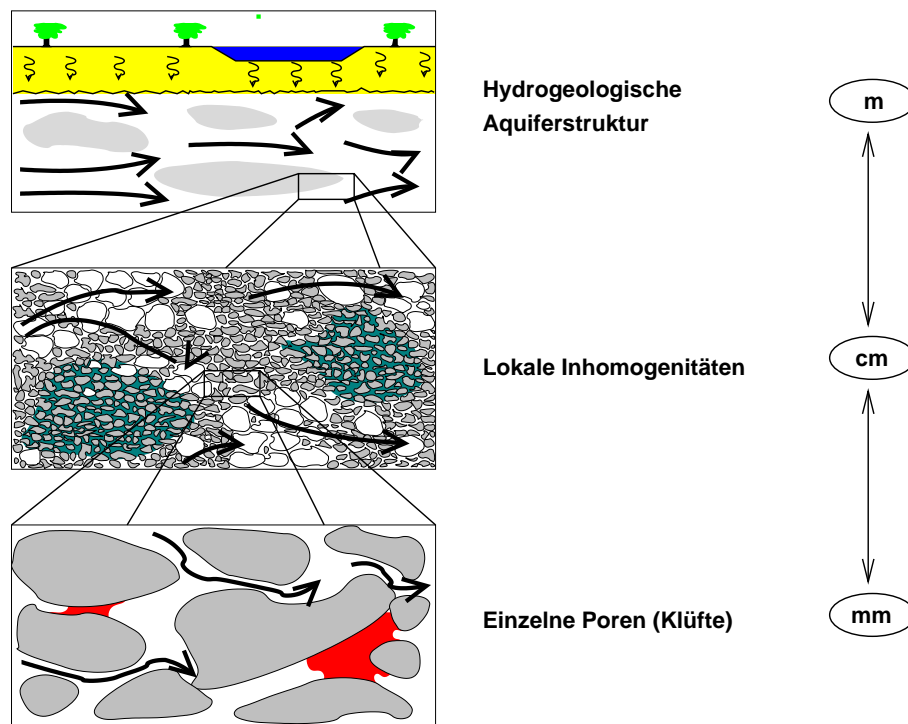 Hydrogeologische
Aquiferstruktur
m
Lokale Inhomogenitäten
cm
Einzelne Poren (Klüfte)
mm